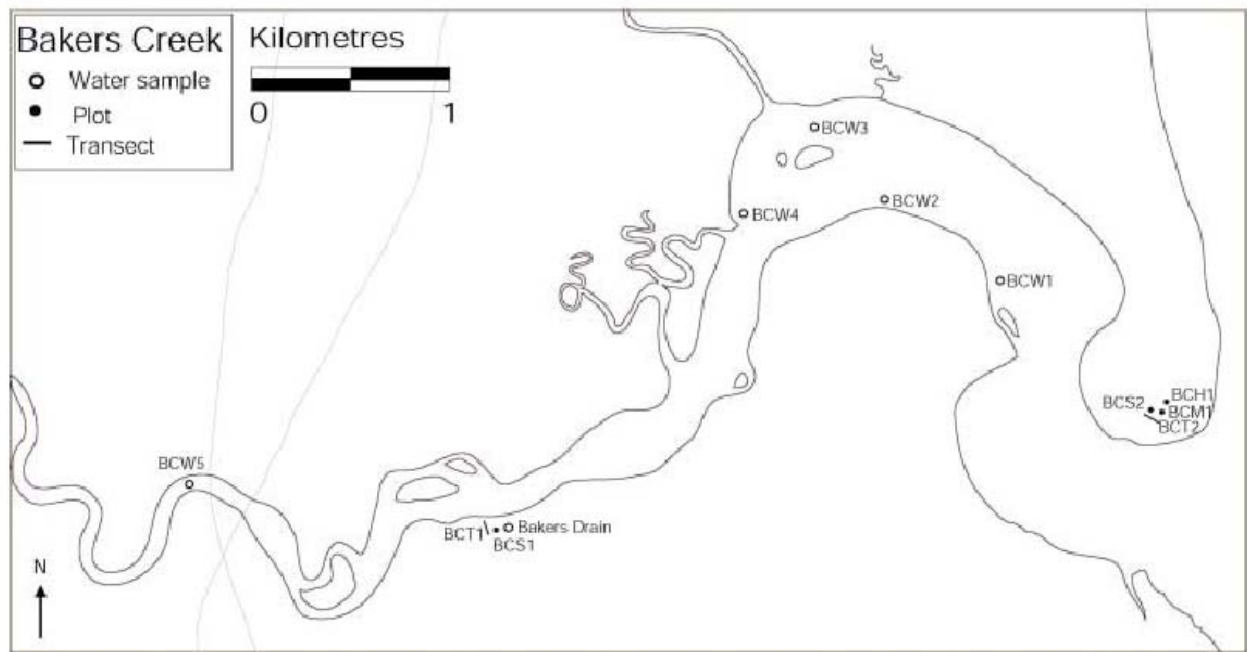 Bakers Creek
Water sample
Plot
Transect
Kilometres
0 1
BCW3
BCW2
BCW4
BCW1
BCH1
BCS2
BCM1
BCT2
BCW5
Bakers Drain
BCT1
BCS1
N